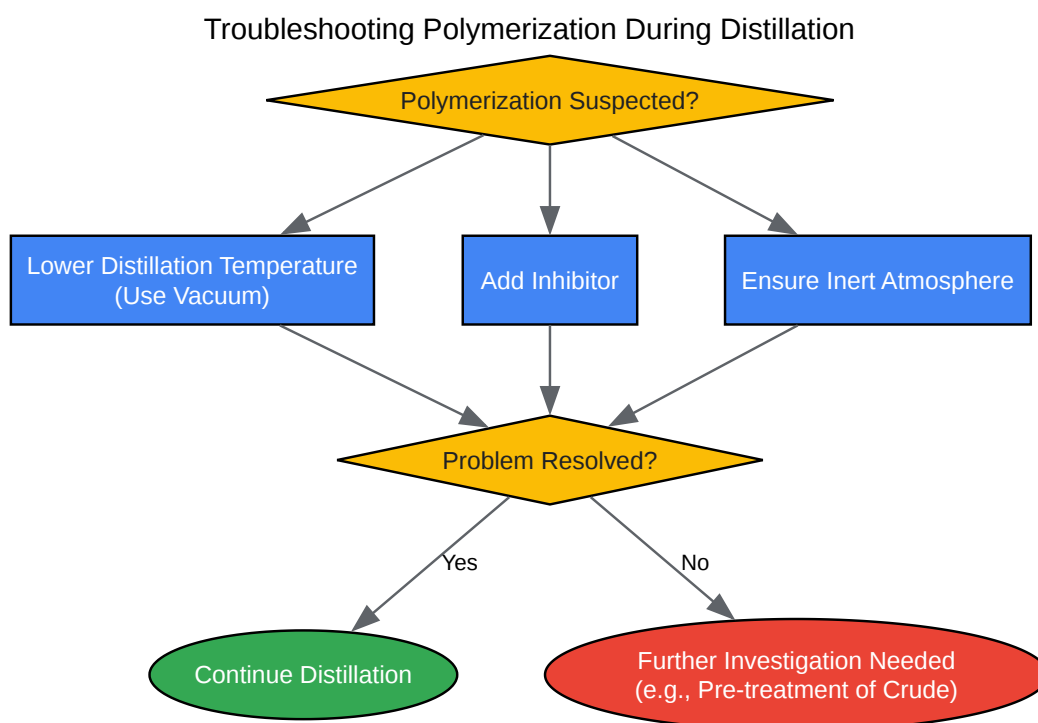 Troubleshooting Polymerization During Distillation
Polymerization Suspected?
Lower Distillation Temperature
(Use Vacuum)
Add Inhibitor
Ensure Inert Atmosphere
Problem Resolved?
Yes
No
Continue Distillation
Further Investigation Needed
(e.g., Pre-treatment of Crude)